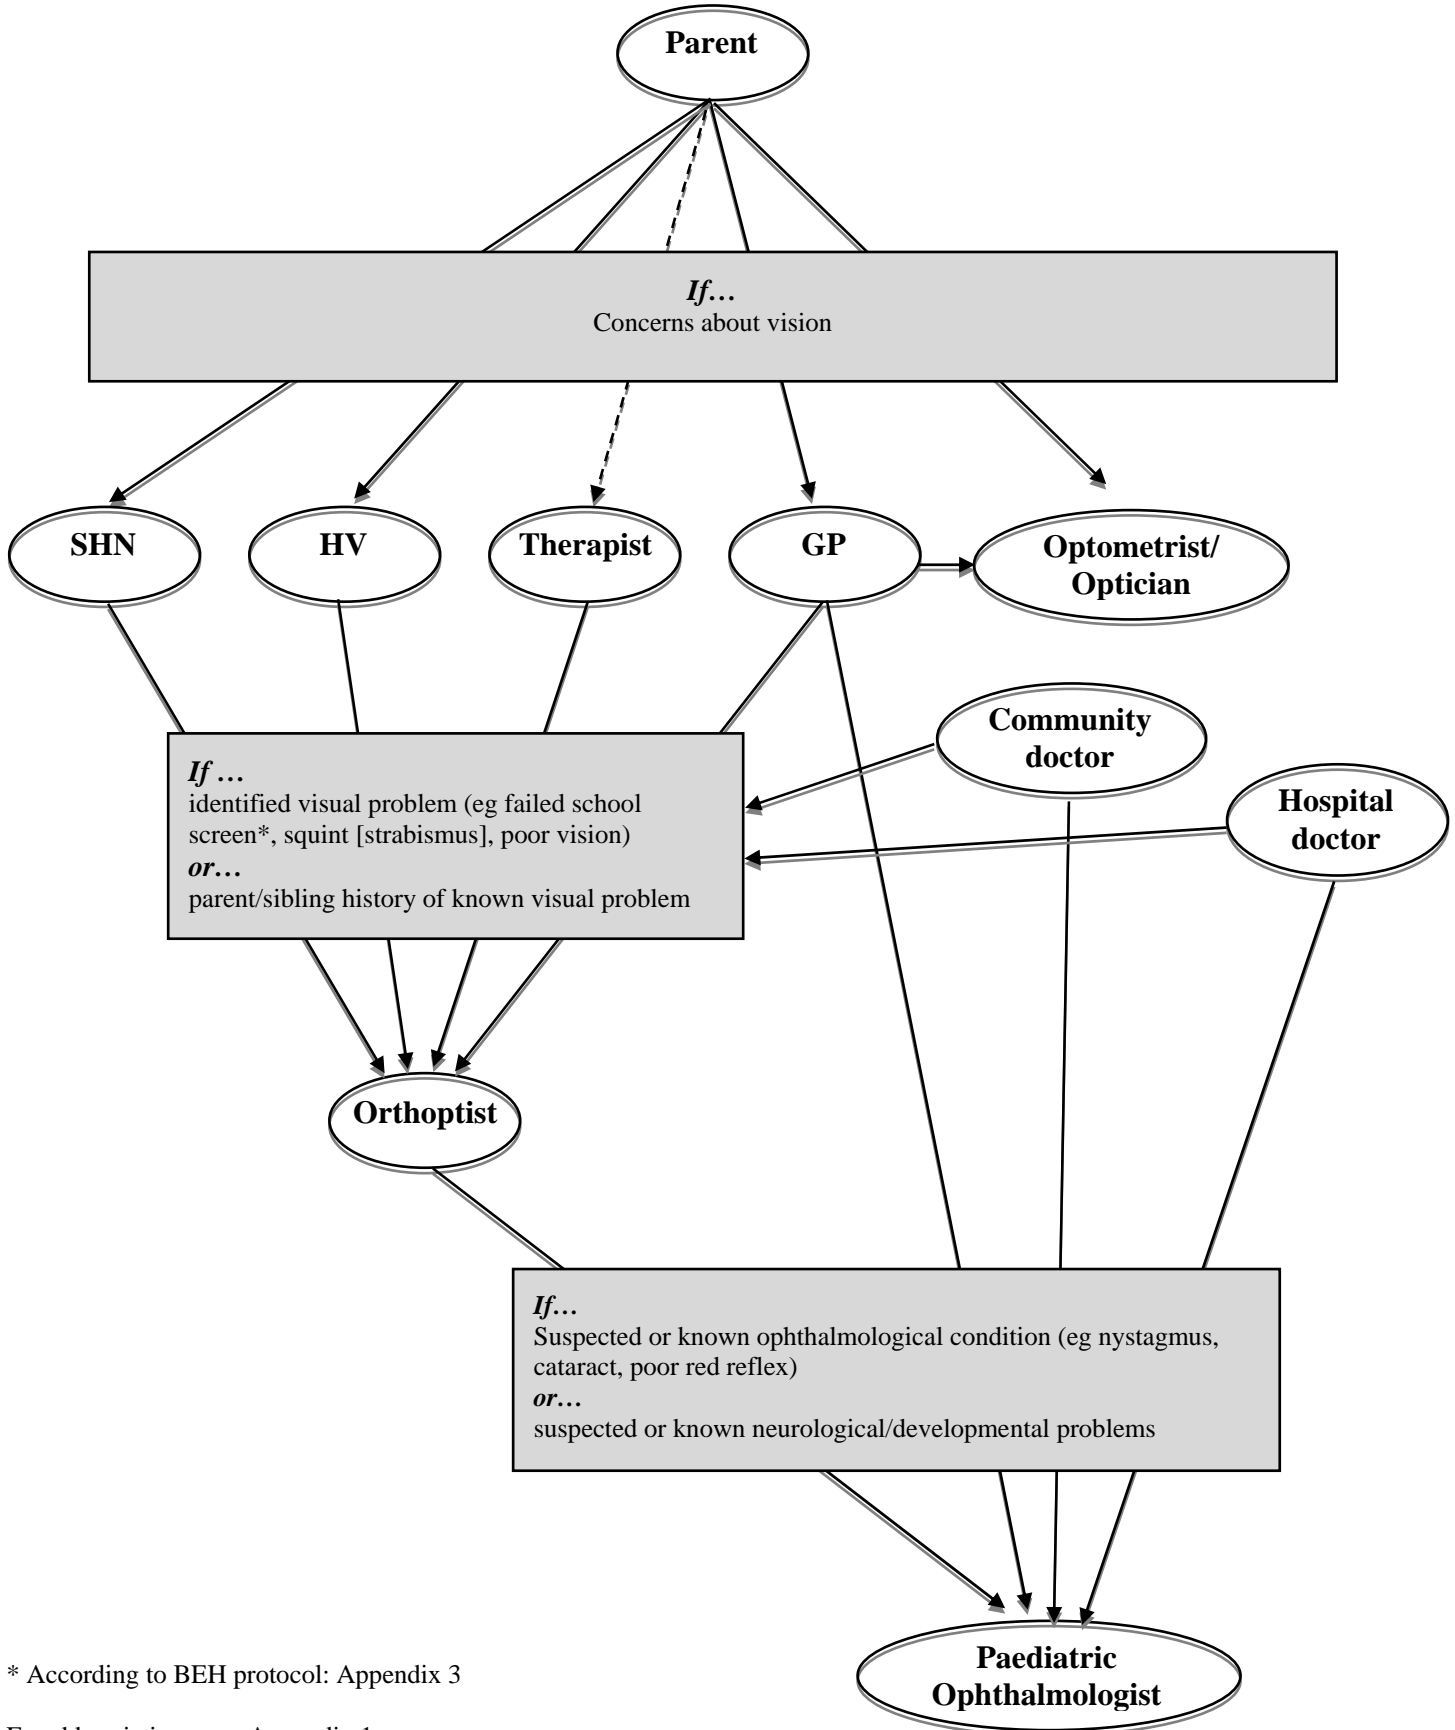 Parent
If…
Concerns about vision
SHN
HV
Therapist
GP
Optometrist/
Optician
Community
doctor
Hospital
doctor
If …
identified visual problem (eg failed school
screen*, squint [strabismus], poor vision)
or…
parent/sibling history of known visual problem
Orthoptist
If…
Suspected or known ophthalmological condition (eg nystagmus,
cataract, poor red reflex)
or…
suspected or known neurological/developmental problems
Paediatric
Ophthalmologist
* According to BEH protocol: Appendix 3